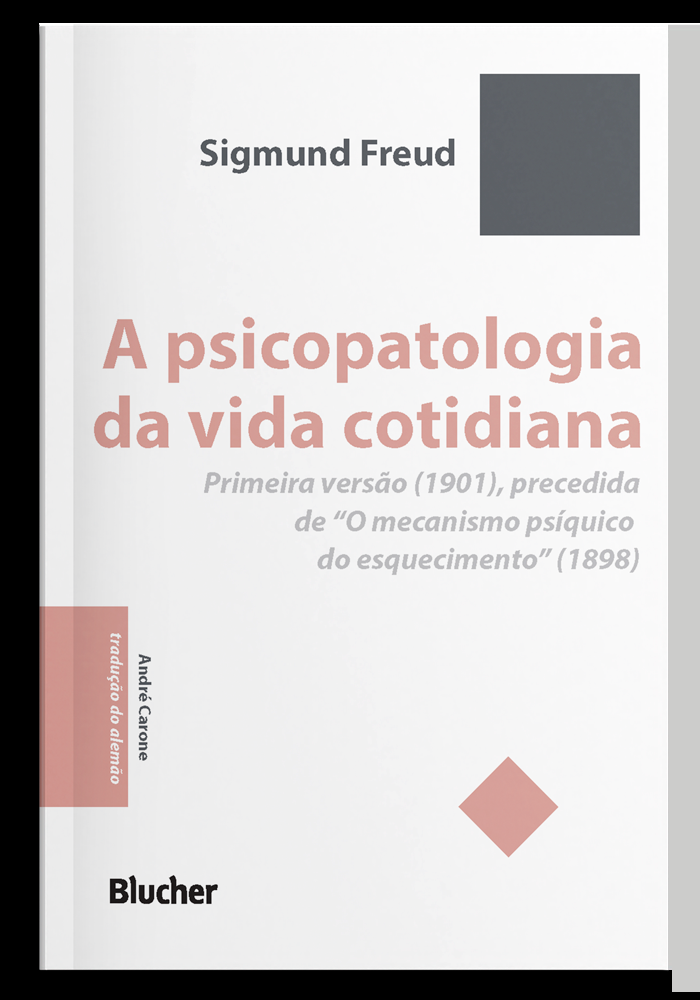 Sigmund Freud
A psicopatologia
da vida cotidiana
Primeira versão (1901), precedida
de “O mecanismo psíquico
do esquecimento” (1898)
André Carone
tradução do alemão
Blucher